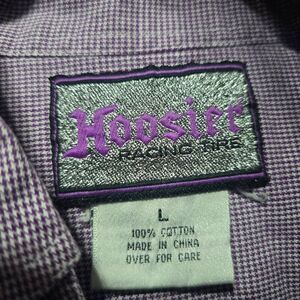 Hoosier
RACING TIRE
L
100% COTTON
MADE IN CHINA
OVER FOR CARE